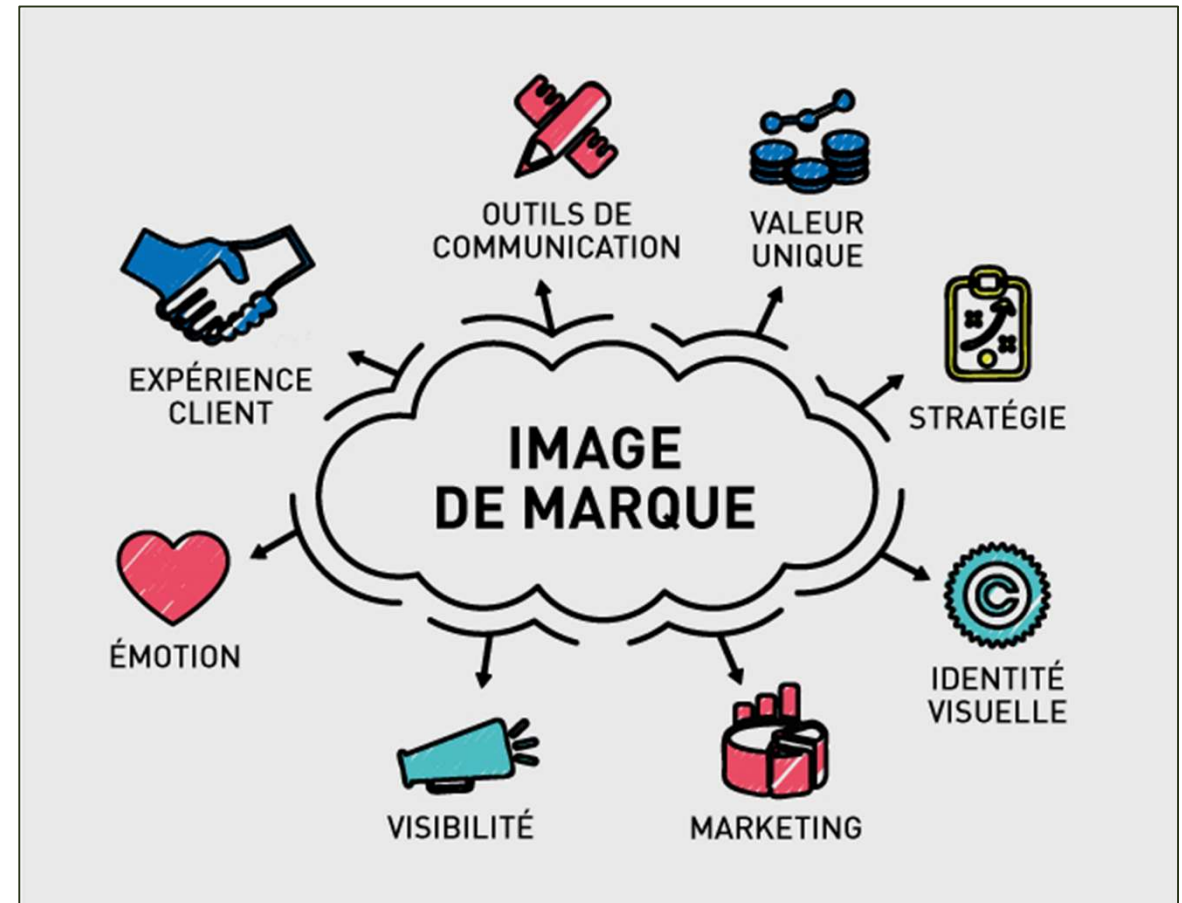 OUTILS DE
COMMUNICATION
VALEUR
UNIQUE
EXPÉRIENCE
CLIENT
STRATÉGIE
IMAGE
DE MARQUE
ÉMOTION
IDENTITÉ
VISUELLE
VISIBILITÉ
MARKETING